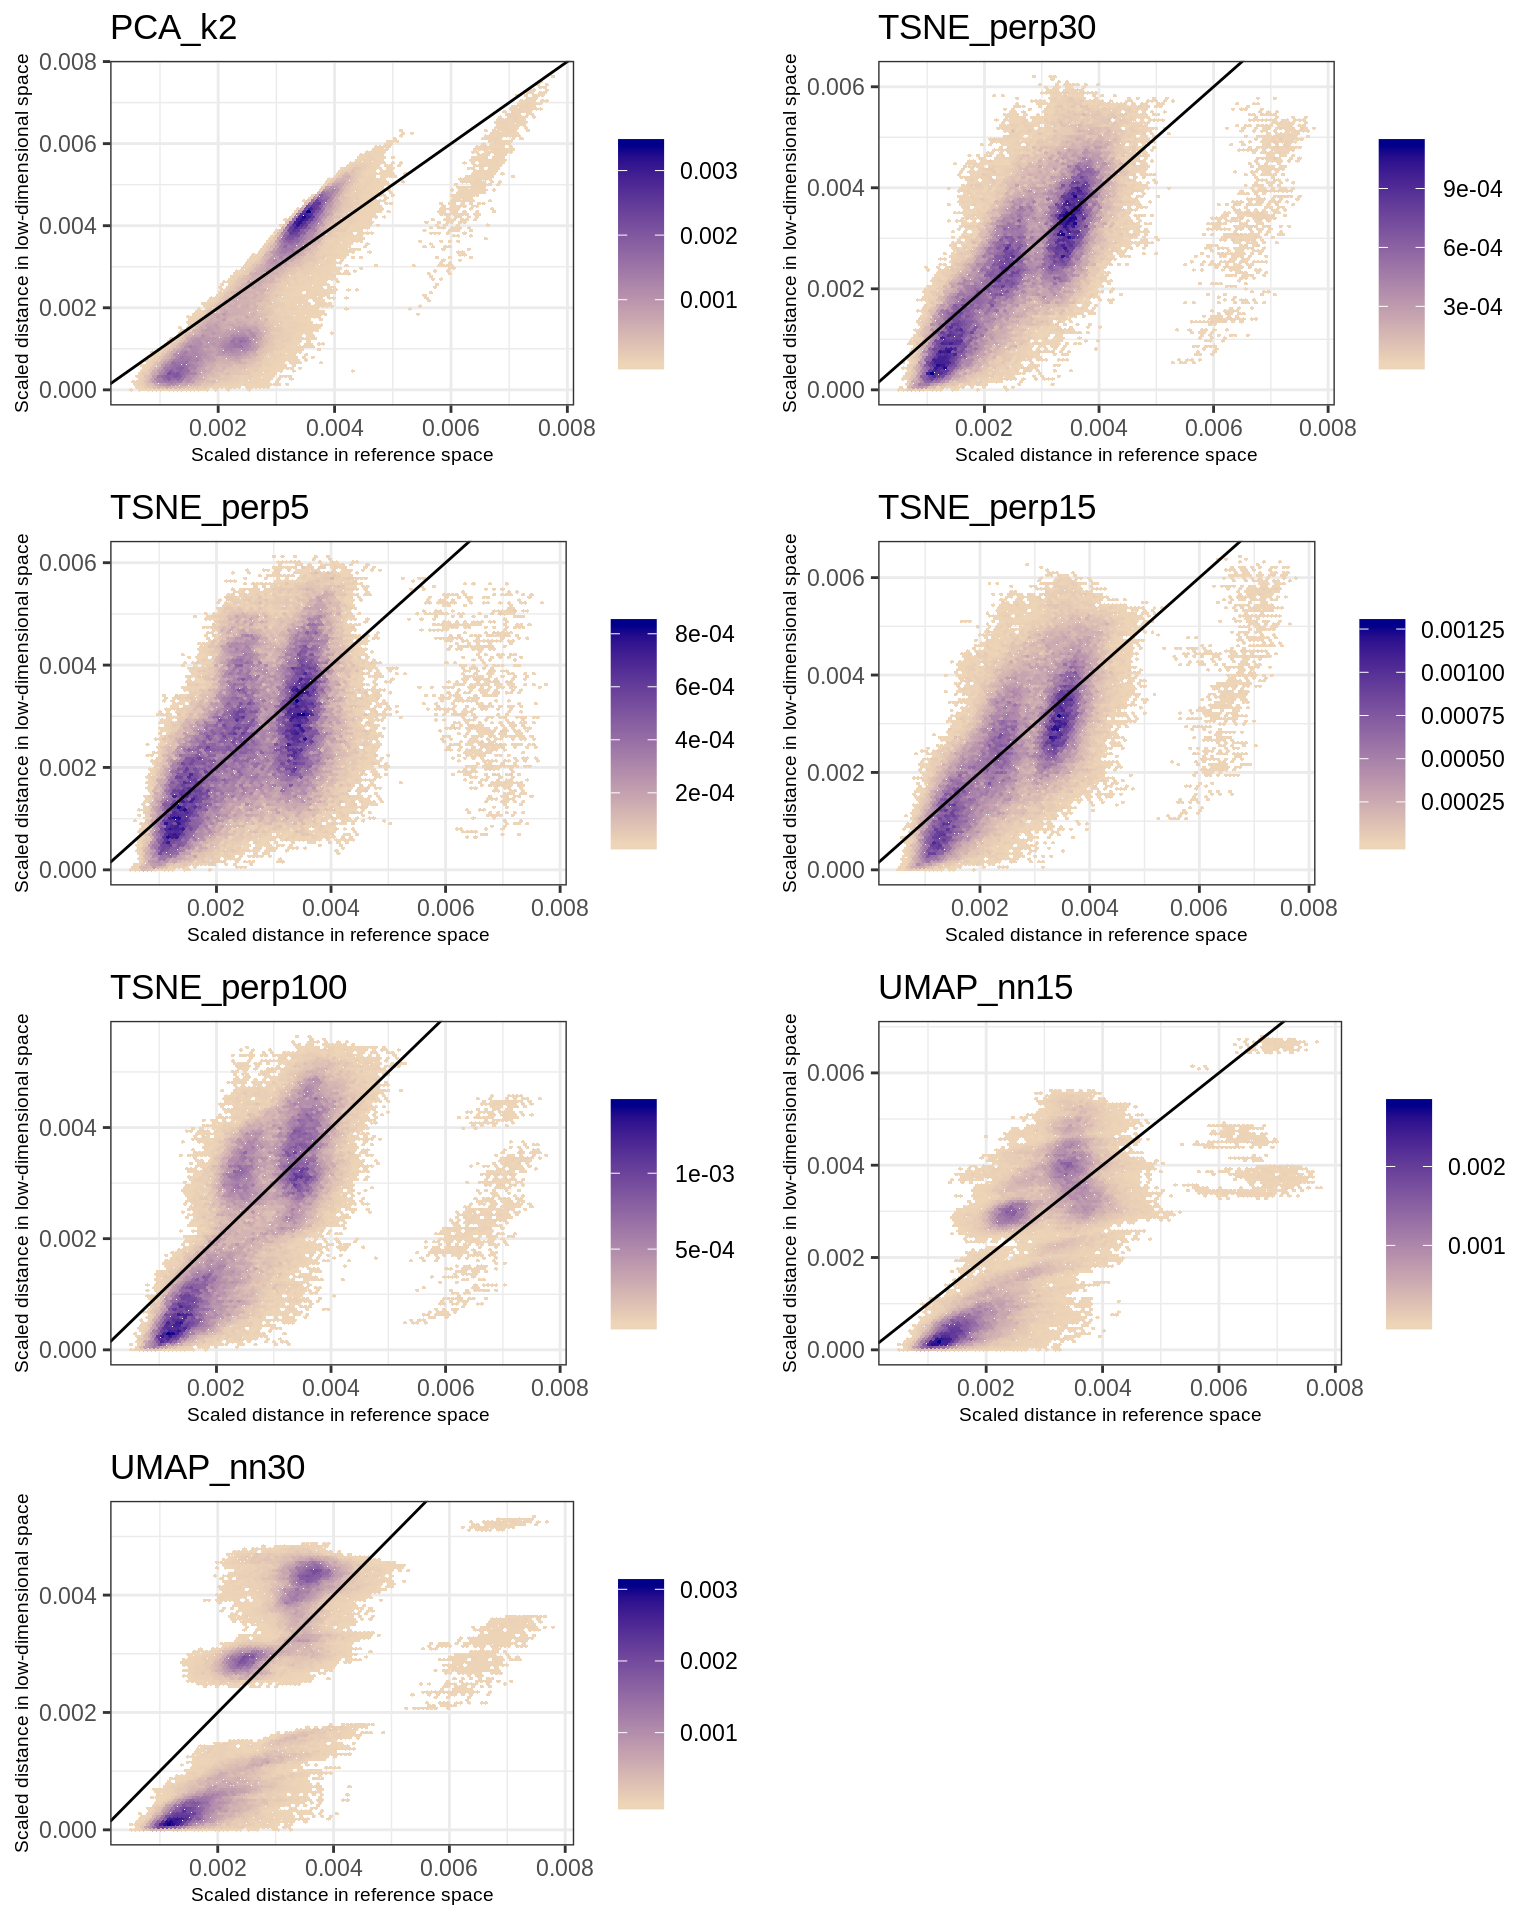 PCA_k2
Scaled distance in low-dimensional space
0.008
0.006
0.004
0.002
0.000
0.002 0.004 0.006 0.008
Scaled distance in reference space
0.003
0.002
0.001
TSNE_perp30
Scaled distance in low-dimensional space
0.006
0.004
0.002
0.000
0.002 0.004 0.006 0.008
Scaled distance in reference space
9e-04
6e-04
3e-04
TSNE_perp5
Scaled distance in low-dimensional space
0.006
0.004
0.002
0.000
0.002 0.004 0.006 0.008
Scaled distance in reference space
8e-04
6e-04
4e-04
2e-04
TSNE_perp15
Scaled distance in low-dimensional space
0.006
0.004
0.002
0.000
0.002 0.004 0.006 0.008
Scaled distance in reference space
0.00125
0.00100
0.00075
0.00050
0.00025
TSNE_perp100
Scaled distance in low-dimensional space
0.004
0.002
0.000
0.002 0.004 0.006 0.008
Scaled distance in reference space
1e-03
5e-04
UMAP_nn15
Scaled distance in low-dimensional space
0.006
0.004
0.002
0.000
0.002 0.004 0.006 0.008
Scaled distance in reference space
0.002
0.001
UMAP_nn30
Scaled distance in low-dimensional space
0.004
0.002
0.000
0.002 0.004 0.006 0.008
Scaled distance in reference space
0.003
0.002
0.001